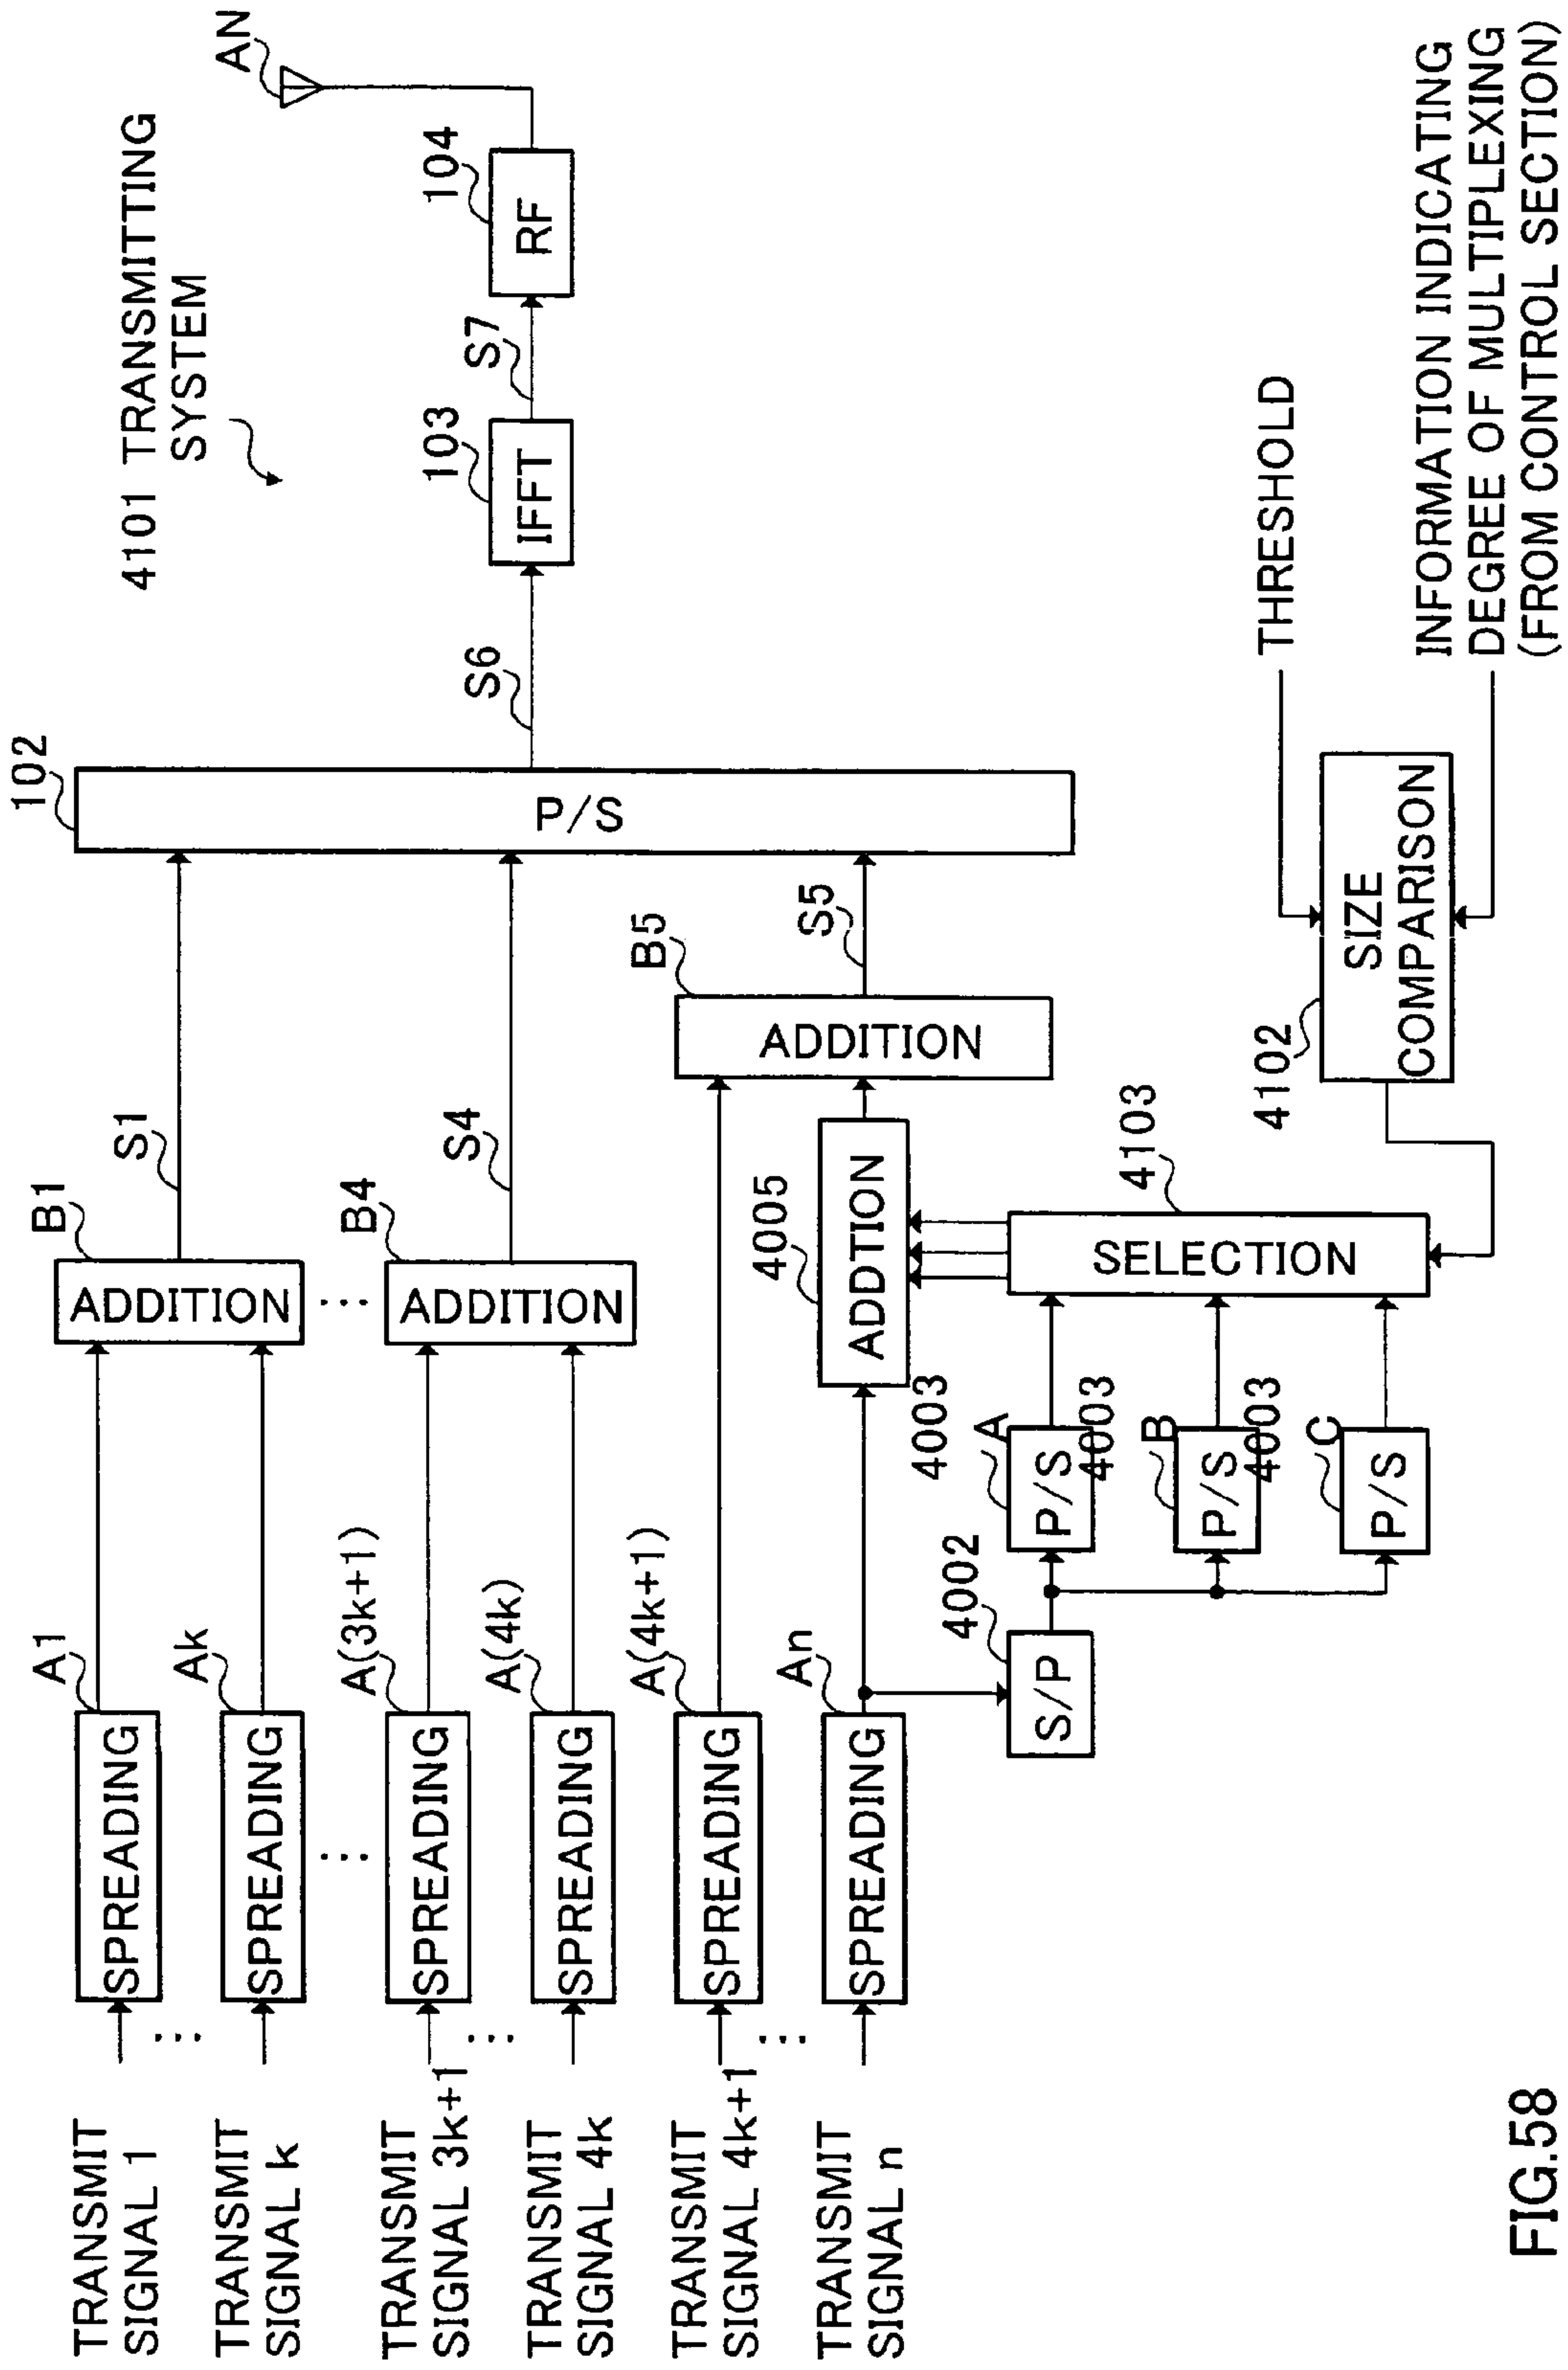 4101 TRANSMITTING
SYSTEM
TRANSMIT
SIGNAL 1
SPREADING
A1
TRANSMIT
SIGNAL k
SPREADING
Ak
ADDITION
B1
S1
...
...
...
TRANSMIT
SIGNAL 3k+1
SPREADING
A(3k+1)
TRANSMIT
SIGNAL 4k
SPREADING
A(4k)
ADDITION
B4
S4
...
TRANSMIT
SIGNAL 4k+1
SPREADING
A(4k+1)
TRANSMIT
SIGNAL n
SPREADING
An
...
ADDTION
4005
ADDITION
B5
S5
P/S
102
S6
IFFT
103
S7
RF
104
AN
S/P
4002
P/S
4003
A
P/S
4003
B
P/S
4003
C
SELECTION
4103
SIZE
COMPARISON
4102
THRESHOLD
INFORMATION INDICATING
DEGREE OF MULTIPLEXING
(FROM CONTROL SECTION)
FIG.58